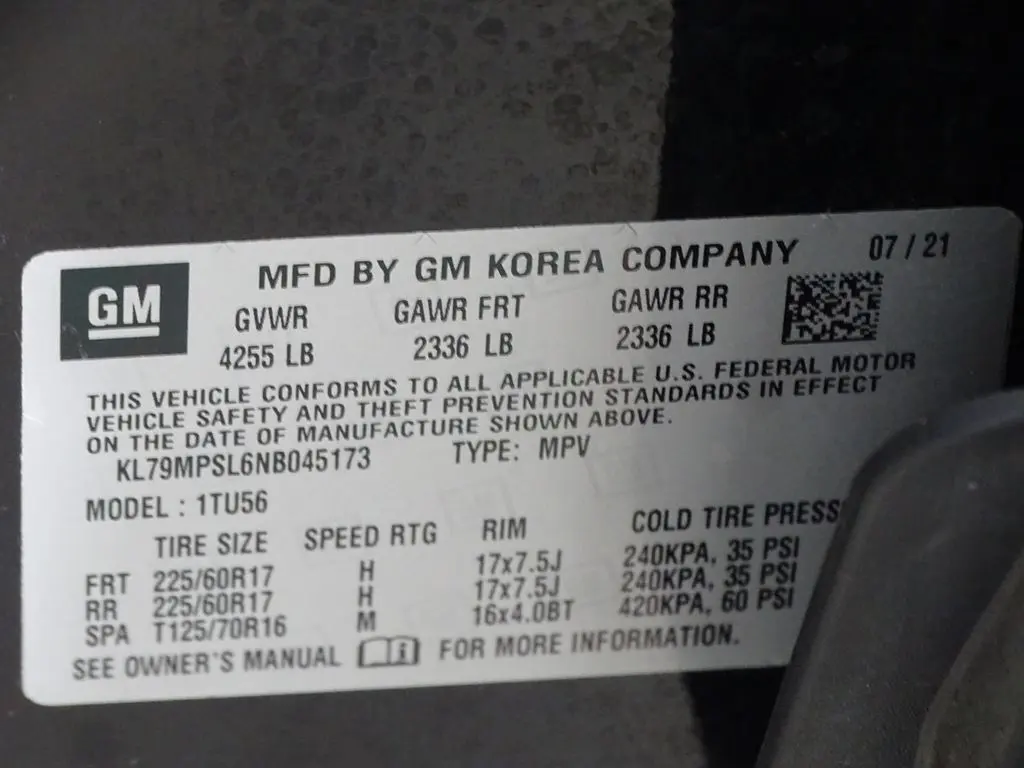 GM
MFD BY GM KOREA COMPANY 07 / 21
GVWR GAWR FRT GAWR RR
4255 LB 2336 LB 2336 LB
THIS VEHICLE CONFORMS TO ALL APPLICABLE U.S. FEDERAL MOTOR
VEHICLE SAFETY AND THEFT PREVENTION STANDARDS IN EFFECT
ON THE DATE OF MANUFACTURE SHOWN ABOVE.
KL79MPSL6NB045173 TYPE: MPV
MODEL : 1TU56
TIRE SIZE SPEED RTG RIM COLD TIRE PRESS
FRT 225/60R17 H 17x7.5J 240KPA, 35 PSI
RR 225/60R17 H 17x7.5J 240KPA, 35 PSI
SPA T125/70R16 M 16x4.0BT 420KPA, 60 PSI
SEE OWNER'S MANUAL i FOR MORE INFORMATION.